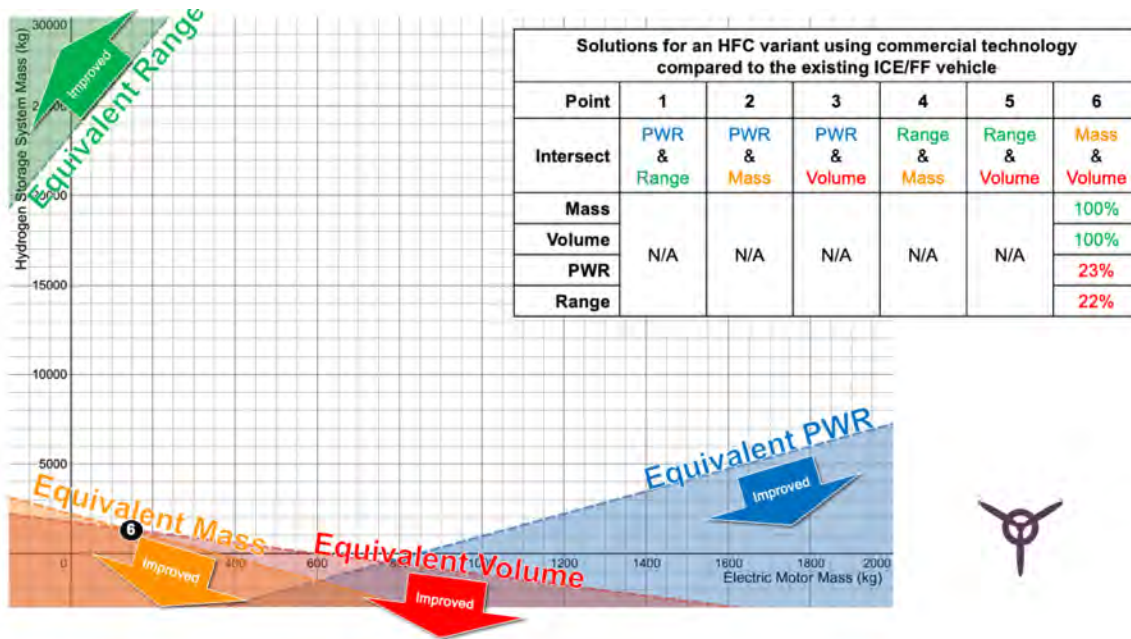 30000
Hydrogen Storage System Mass (kg)
Improved
Equivalent Range
15000
10000
5000
Solutions for an HFC variant using commercial technology
compared to the existing ICE/FF vehicle
Point 1 2 3 4 5 6
Intersect PWR & Range PWR & Mass PWR & Volume Range & Mass Range & Volume Mass & Volume
Mass 100%
Volume 100%
N/A N/A N/A N/A N/A
PWR 23%
Range 22%
Equivalent PWR
Improved
Equivalent Mass
6
Improved
Equivalent Volume
Improved
0 400 600 1200 1400 1600 1800 2000
Electric Motor Mass (kg)